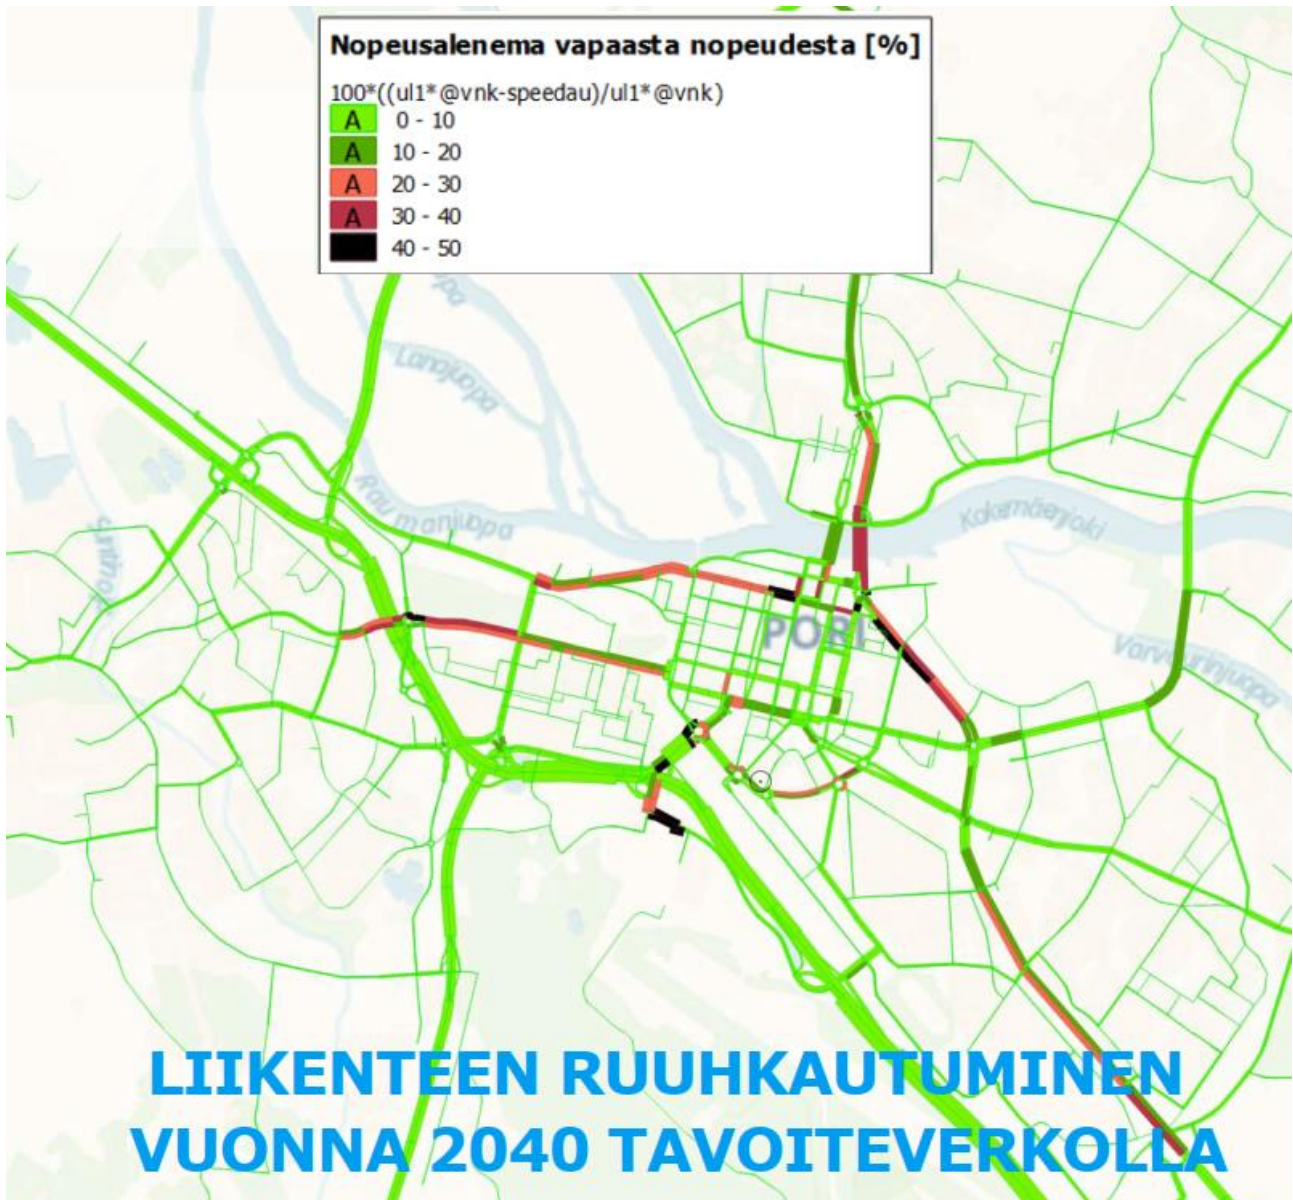 Nopeusalenema vapaasta nopeudesta [%]
100*((ul1*@vnk-speedau)/ul1*@vnk)
A 0 - 10
A 10 - 20
A 20 - 30
A 30 - 40
40 - 50
Lanajuopa
Raumanjuopa
Kokemäenjoki
PORI
LIIKENTEEN RUUHKAUTUMINEN
VUONNA 2040 TAVOITEVERKOLLA